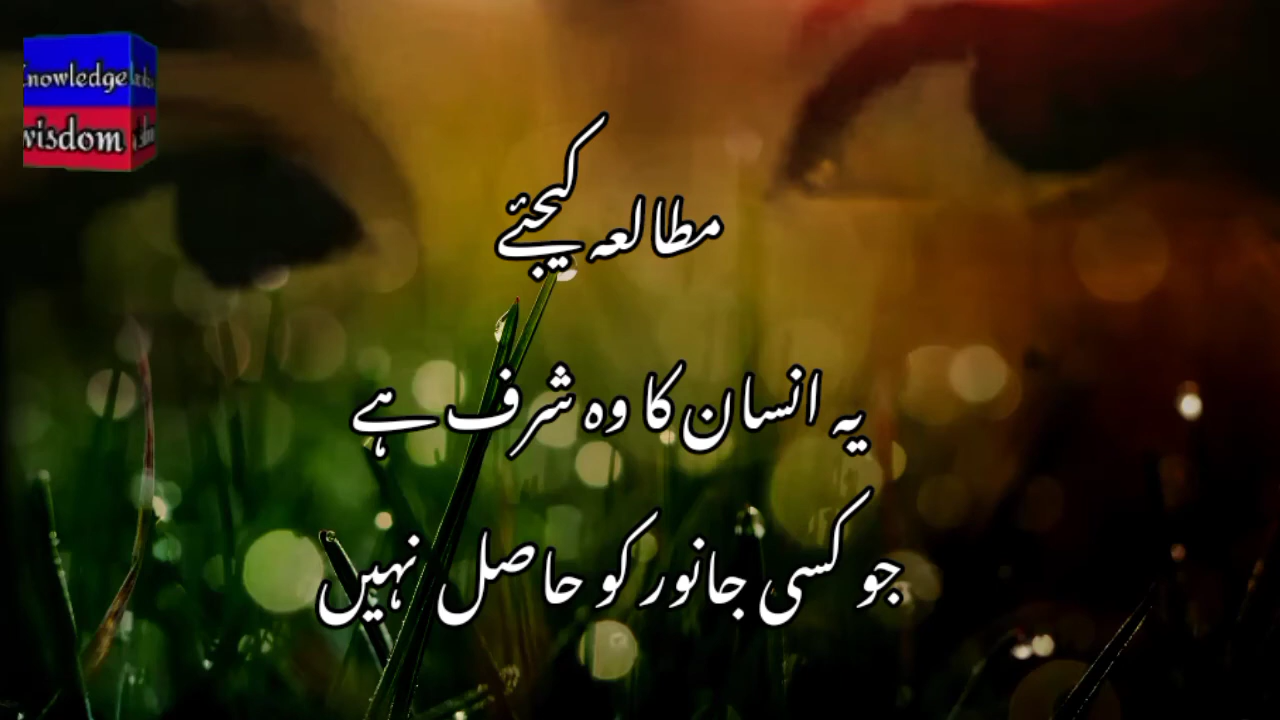 Knowledge
wisdom
مطالعہ کیجئے
یہ انسان کا وہ شرف ہے
جو کسی جانور کو حاصل نہیں